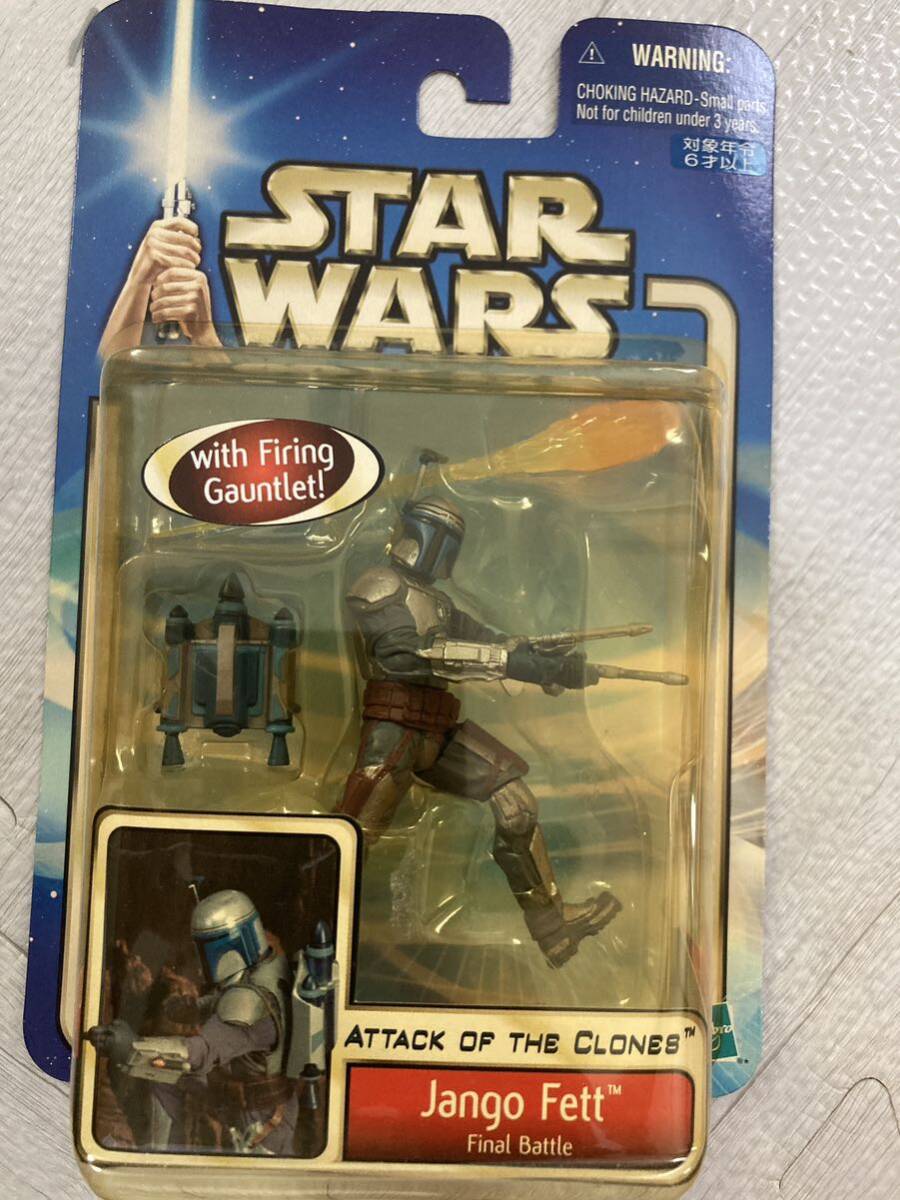 WARNING:
CHOKING HAZARD-Small parts
Not for children under 3 years.
対象年令
6才以上
STAR
WARS
with Firing
Gauntlet!
ATTACK OF THE CLONES™
Jango Fett™
Final Battle